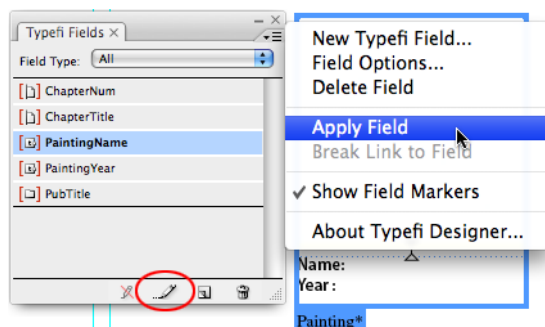 Typefi Fields ×
Field Type: All
ChapterNum
ChapterTitle
PaintingName
PaintingYear
PubTitle
New Typefi Field...
Field Options...
Delete Field
Apply Field
Break Link to Field
✓ Show Field Markers
About Typefi Designer...
Name:
Year:
Painting*